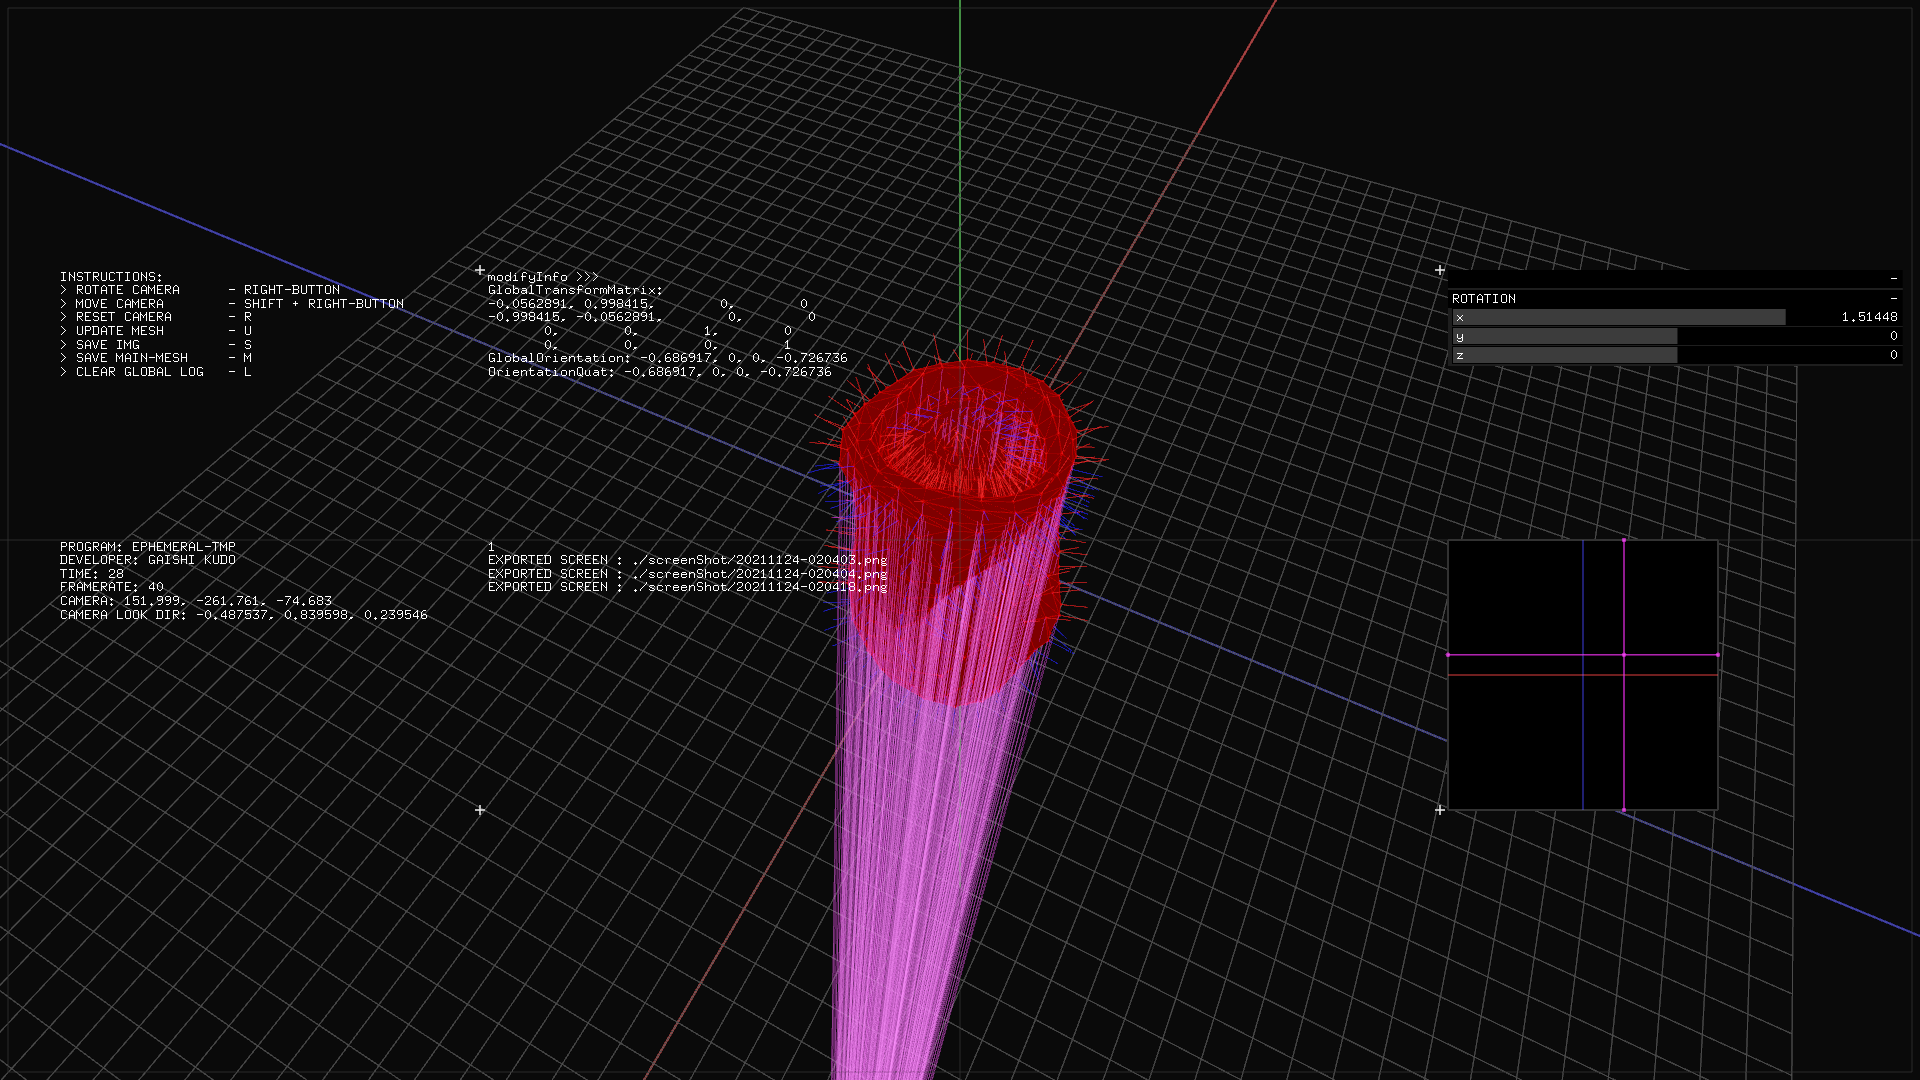 INSTRUCTIONS:
> ROTATE CAMERA - RIGHT-BUTTON
> MOVE CAMERA - SHIFT + RIGHT-BUTTON
> RESET CAMERA - R
> UPDATE MESH - U
> SAVE IMG - S
> SAVE MAIN-MESH - M
> CLEAR GLOBAL LOG - L
modifyInfo >>>
GlobalTransformMatrix:
-0.0562891, 0.998415, 0, 0
-0.998415, -0.0562891, 0, 0
0, 0, 1, 0
0, 0, 0, 1
GlobalOrientation: -0.686917, 0, 0, -0.726736
OrientationQuat: -0.686917, 0, 0, -0.726736
-
ROTATION -
x 1.51448
y 0
z 0
PROGRAM: EPHEMERAL-TMP
DEVELOPER: GAISHI KUDO
TIME: 28
FRAMERATE: 40
CAMERA: 151.999, -261.761, -74.683
CAMERA LOOK DIR: -0.487537, 0.839598, 0.239546
1
EXPORTED SCREEN : ./screenShot/20211124-020403.png
EXPORTED SCREEN : ./screenShot/20211124-020404.png
EXPORTED SCREEN : ./screenShot/20211124-020418.png